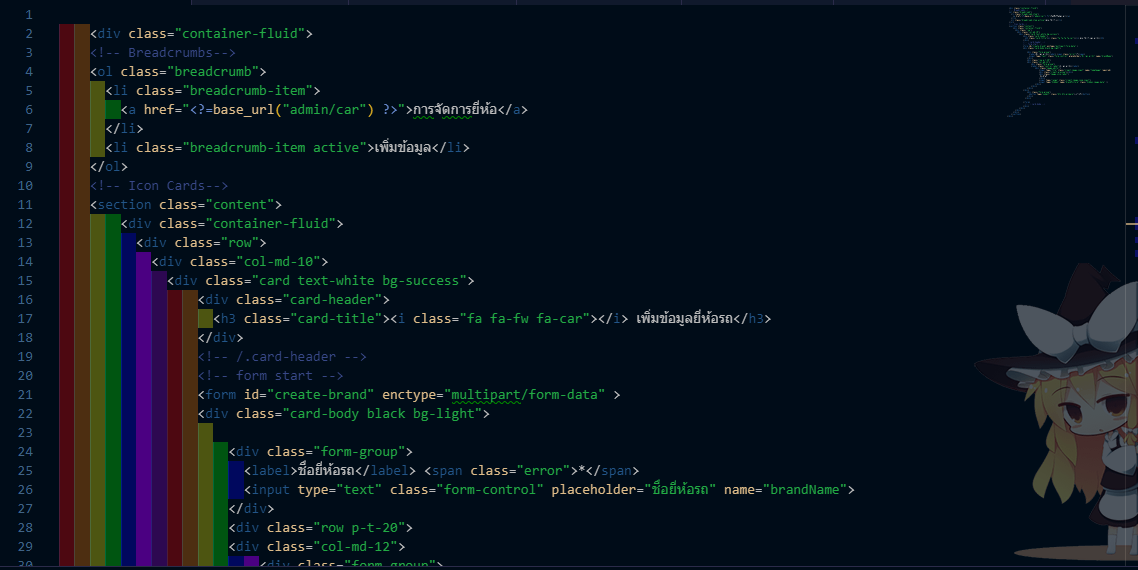 1
2 <div class="container-fluid">
3 <!-- Breadcrumbs-->
4 <ol class="breadcrumb">
5 <li class="breadcrumb-item">
6 <a href="<?=base_url("admin/car") ?>">การจัดการยี่ห้อ</a>
7 </li>
8 <li class="breadcrumb-item active">เพิ่มข้อมูล</li>
9 </ol>
10 <!-- Icon Cards-->
11 <section class="content">
12 <div class="container-fluid">
13 <div class="row">
14 <div class="col-md-10">
15 <div class="card text-white bg-success">
16 <div class="card-header">
17 <h3 class="card-title"><i class="fa fa-fw fa-car"></i> เพิ่มข้อมูลยี่ห้อรถ</h3>
18 </div>
19 <!-- /.card-header -->
20 <!-- form start -->
21 <form id="create-brand" enctype="multipart/form-data" >
22 <div class="card-body black bg-light">
23
24 <div class="form-group">
25 <label>ชื่อยี่ห้อรถ</label> <span class="error">*</span>
26 <input type="text" class="form-control" placeholder="ชื่อยี่ห้อรถ" name="brandName">
27 </div>
28 <div class="row p-t-20">
29 <div class="col-md-12">
30 <div class="form-group">